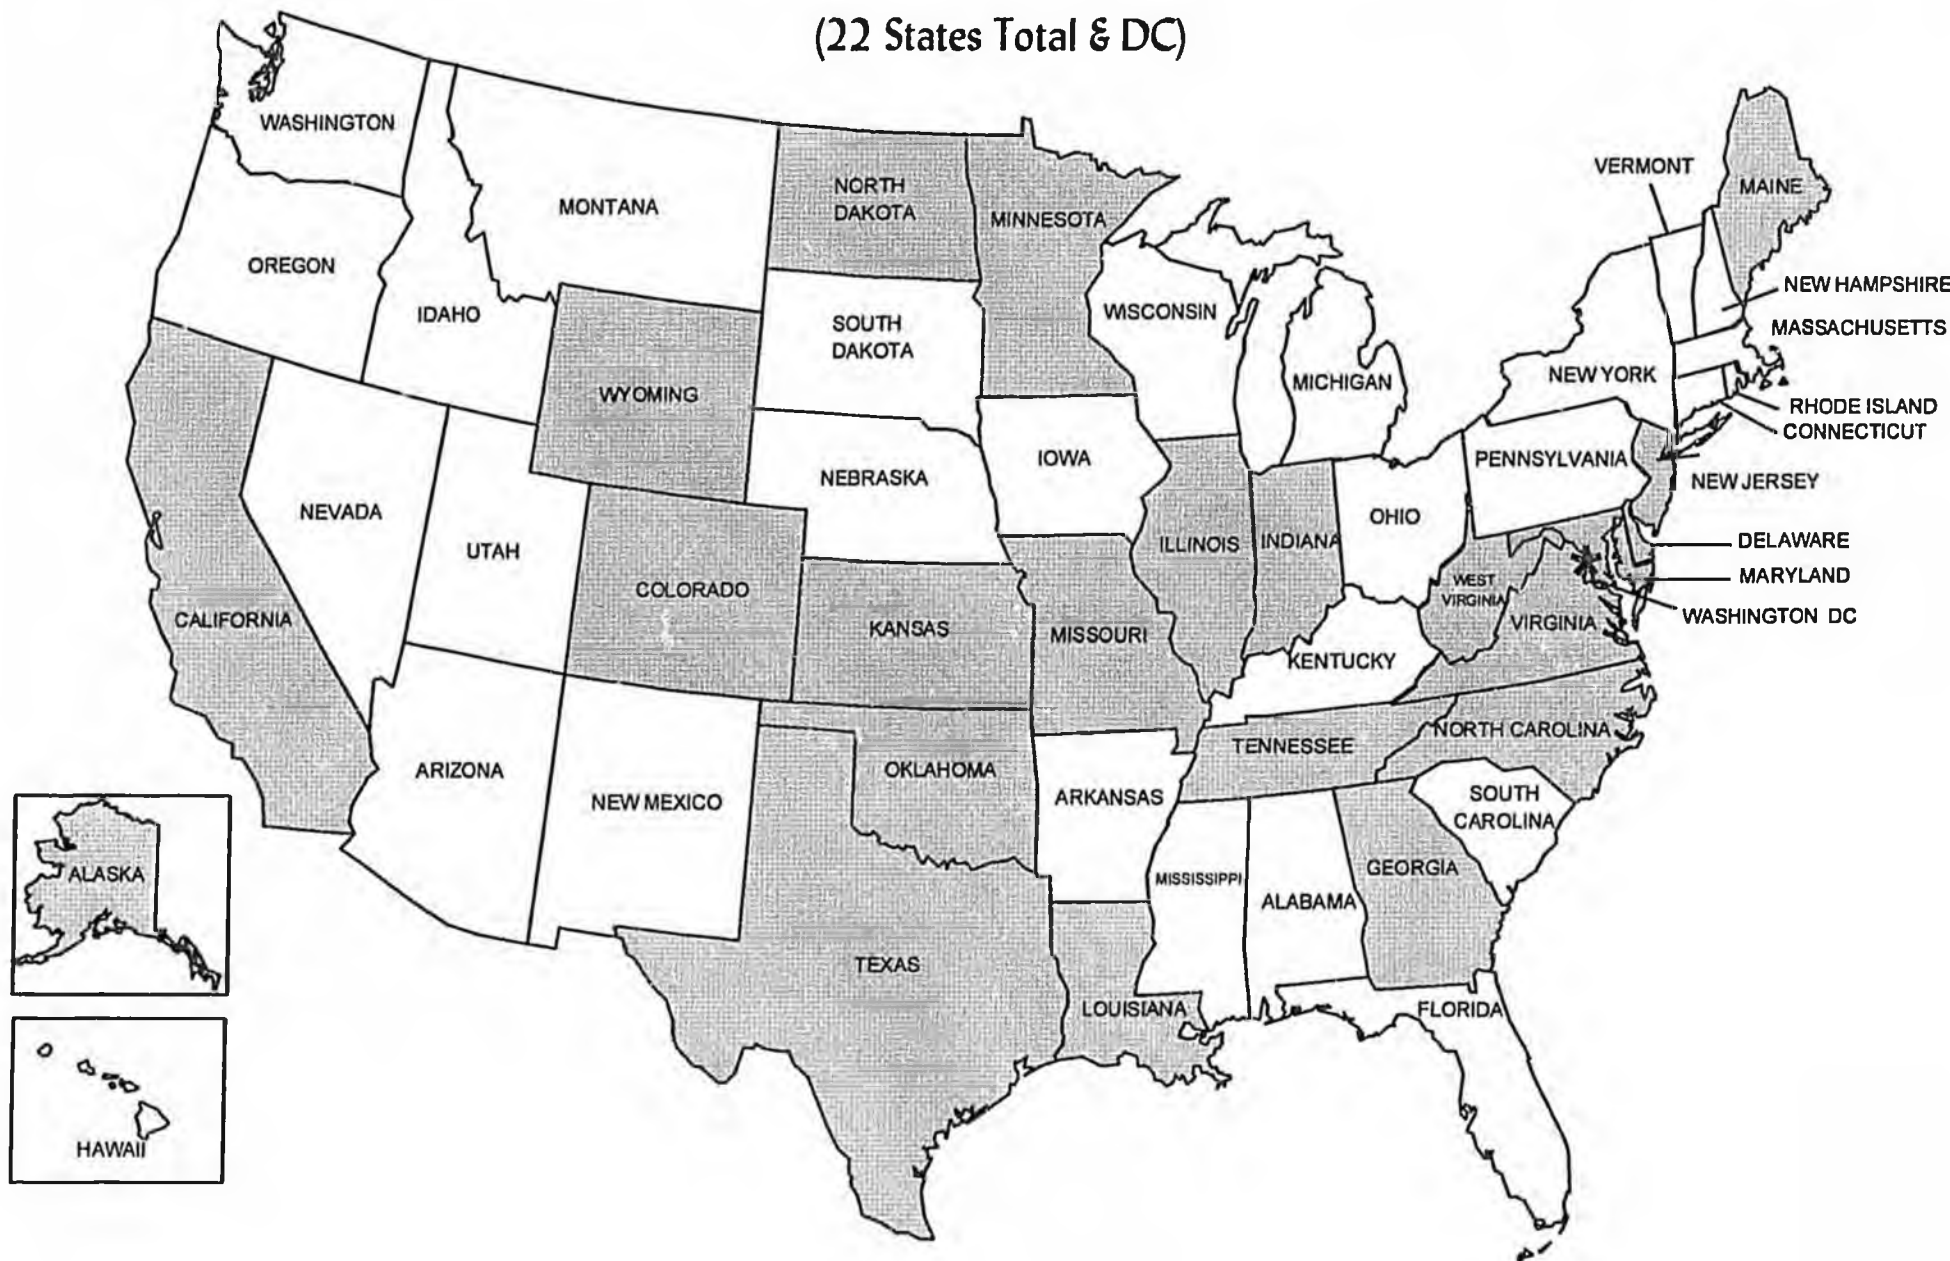 (22 States Total & DC)
WASHINGTON
MONTANA
NORTH
DAKOTA
MINNESOTA
VERMONT
MAINE
OREGON
IDAHO
SOUTH
DAKOTA
WISCONSIN
MICHIGAN
NEW YORK
NEW HAMPSHIRE
MASSACHUSETTS
RHODE ISLAND
CONNECTICUT
WYOMING
NEBRASKA
IOWA
PENNSYLVANIA
NEW JERSEY
NEVADA
UTAH
COLORADO
KANSAS
MISSOURI
ILLINOIS
INDIANA
OHIO
WEST
VIRGINIA
VIRGINIA
DELAWARE
MARYLAND
WASHINGTON DC
CALIFORNIA
KENTUCKY
ARIZONA
NEW MEXICO
OKLAHOMA
ARKANSAS
TENNESSEE
NORTH CAROLINA
SOUTH
CAROLINA
ALASKA
TEXAS
LOUISIANA
MISSISSIPPI
ALABAMA
GEORGIA
FLORIDA
HAWAII